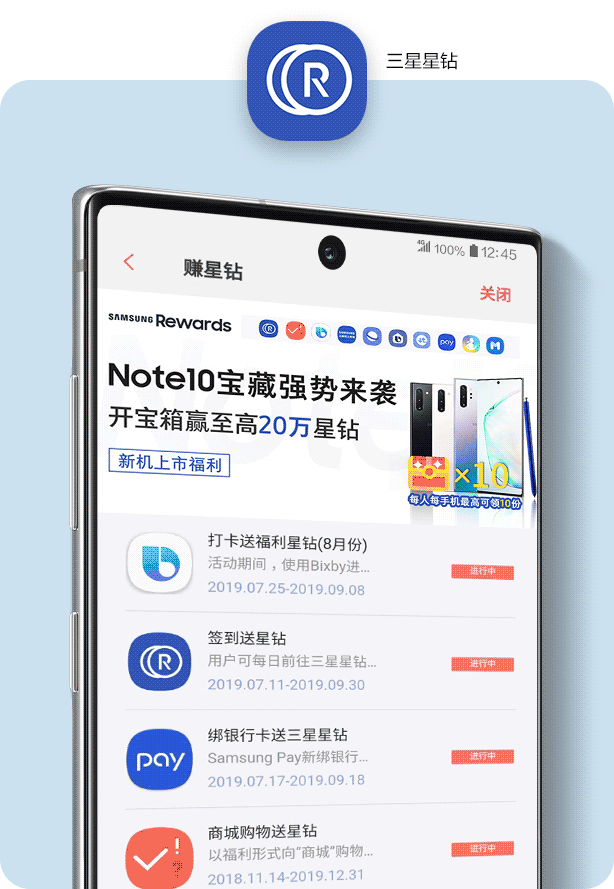 R
三星星钻
4G 100% 12:45
赚星钻
关闭
SAMSUNG Rewards
pay
Note10宝藏强势来袭
开宝箱赢至高20万星钻
新机上市福利
×10
每人每手机最高可领10份
打卡送福利星钻(8月份)
活动期间，使用Bixby进...
2019.07.25-2019.09.08
进行中
R
签到送星钻
用户可每日前往三星星钻...
2019.07.11-2019.09.30
进行中
pay
绑银行卡送三星星钻
Samsung Pay新绑银行...
2019.07.17-2019.09.18
进行中
商城购物送星钻
以福利形式向“商城”购物...
2018.11.14-2019.12.31
进行中